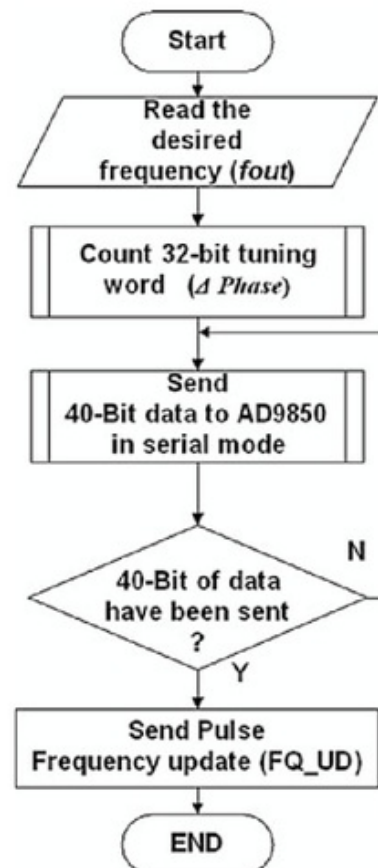 Start
Read the
desired
frequency (fout)
Count 32-bit tuning
word (Δ Phase)
Send
40-Bit data to AD9850
in serial mode
N
40-Bit of data
have been sent
?
Y
Send Pulse
Frequency update (FQ_UD)
END